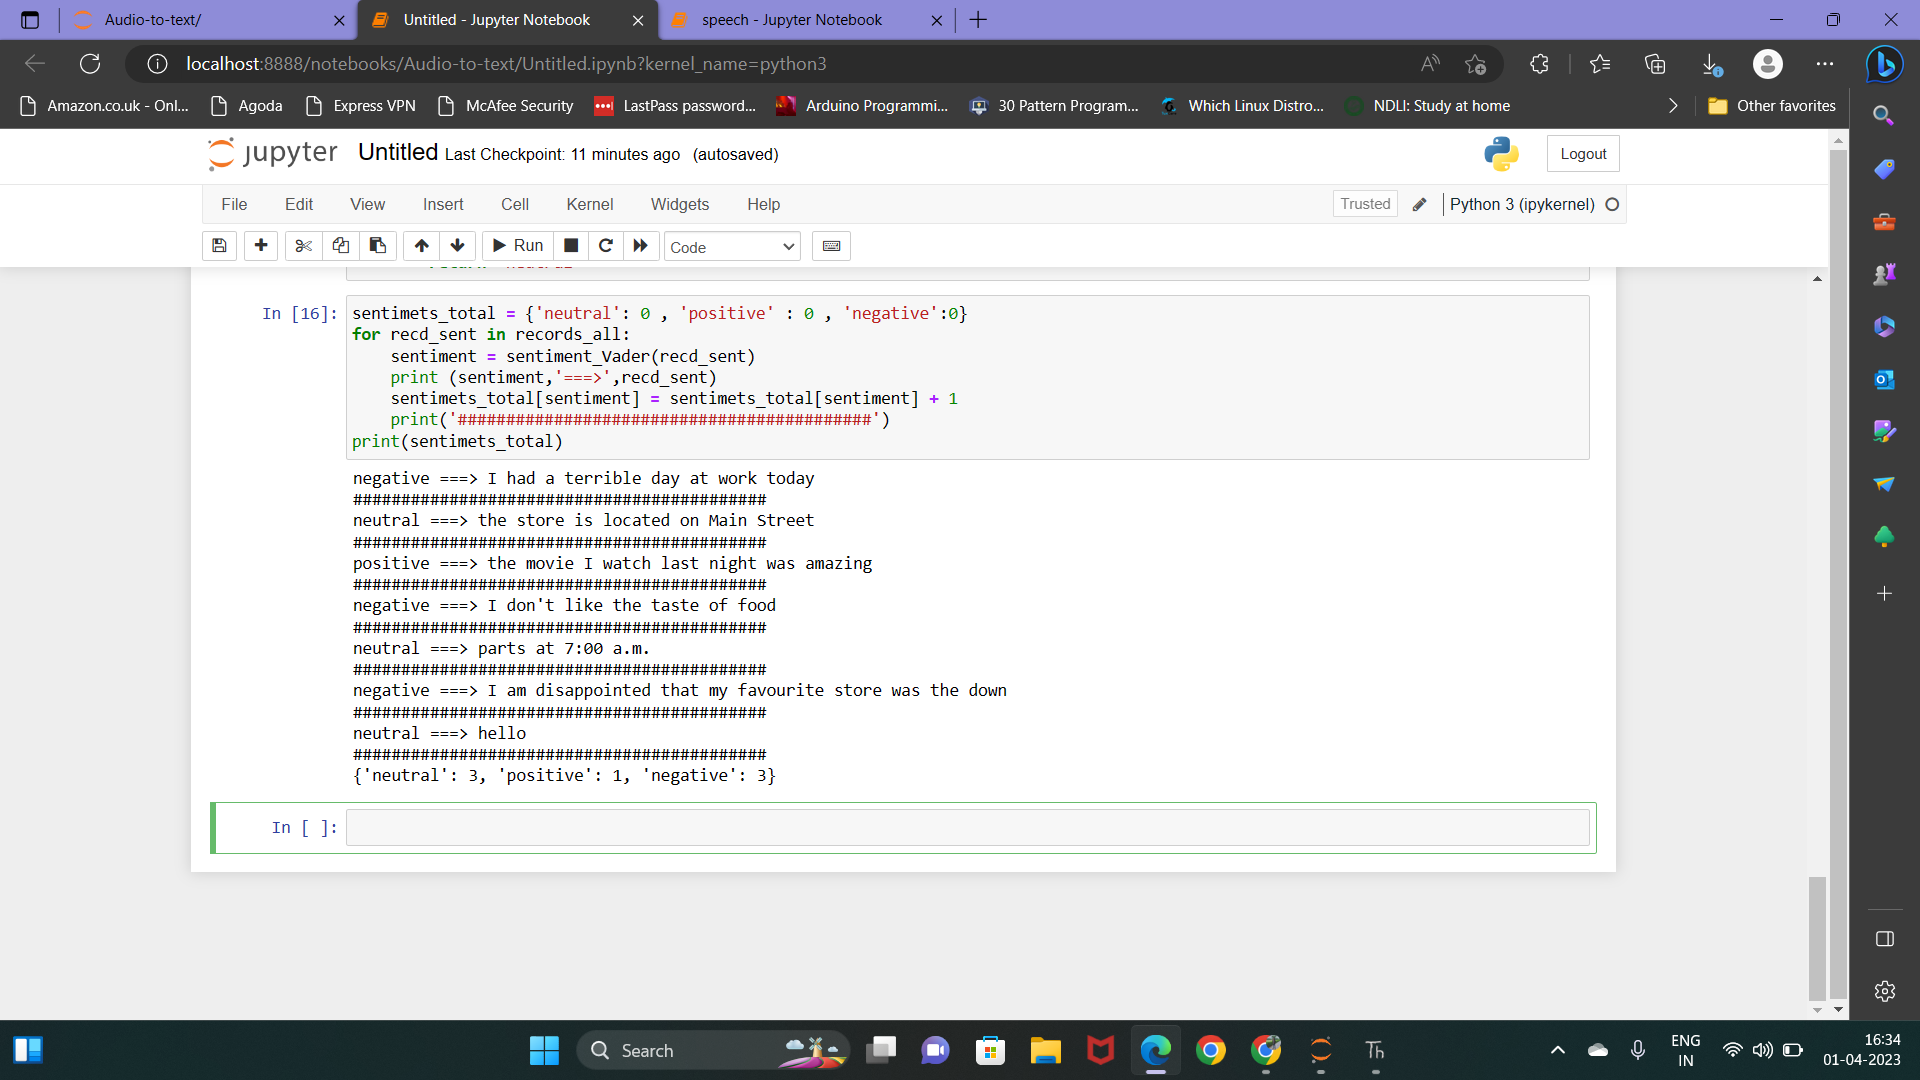 Audio-to-text/
Untitled - Jupyter Notebook
speech - Jupyter Notebook
localhost:8888/notebooks/Audio-to-text/Untitled.ipynb?kernel_name=python3
Amazon.co.uk - Onl...
Agoda
Express VPN
McAfee Security
LastPass password...
Arduino Programmi...
30 Pattern Program...
Which Linux Distro...
NDLI: Study at home
Other favorites
jupyter Untitled Last Checkpoint: 11 minutes ago (autosaved)
Logout
File Edit View Insert Cell Kernel Widgets Help
Trusted
Python 3 (ipykernel)
Run
Code
In [16]: sentimets_total = {'neutral': 0 , 'positive' : 0 , 'negative':0}
for recd_sent in records_all:
    sentiment = sentiment_Vader(recd_sent)
    print (sentiment,'===>',recd_sent)
    sentimets_total[sentiment] = sentimets_total[sentiment] + 1
    print('###########################################')
print(sentimets_total)
negative ===> I had a terrible day at work today
###########################################
neutral ===> the store is located on Main Street
###########################################
positive ===> the movie I watch last night was amazing
###########################################
negative ===> I don't like the taste of food
###########################################
neutral ===> parts at 7:00 a.m.
###########################################
negative ===> I am disappointed that my favourite store was the down
###########################################
neutral ===> hello
###########################################
{'neutral': 3, 'positive': 1, 'negative': 3}
In [ ]:
Search
Th
ENG
IN
16:34
01-04-2023